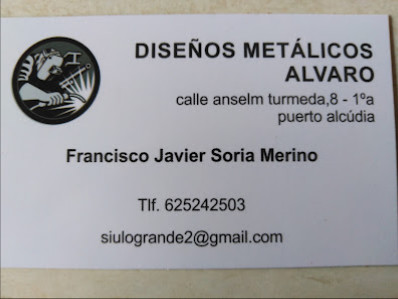 DISEÑOS METÁLICOS
ALVARO
calle anselm turmeda,8 - 1ºa
puerto alcúdia
Francisco Javier Soria Merino
Tlf. 625242503
siulogrande2@gmail.com